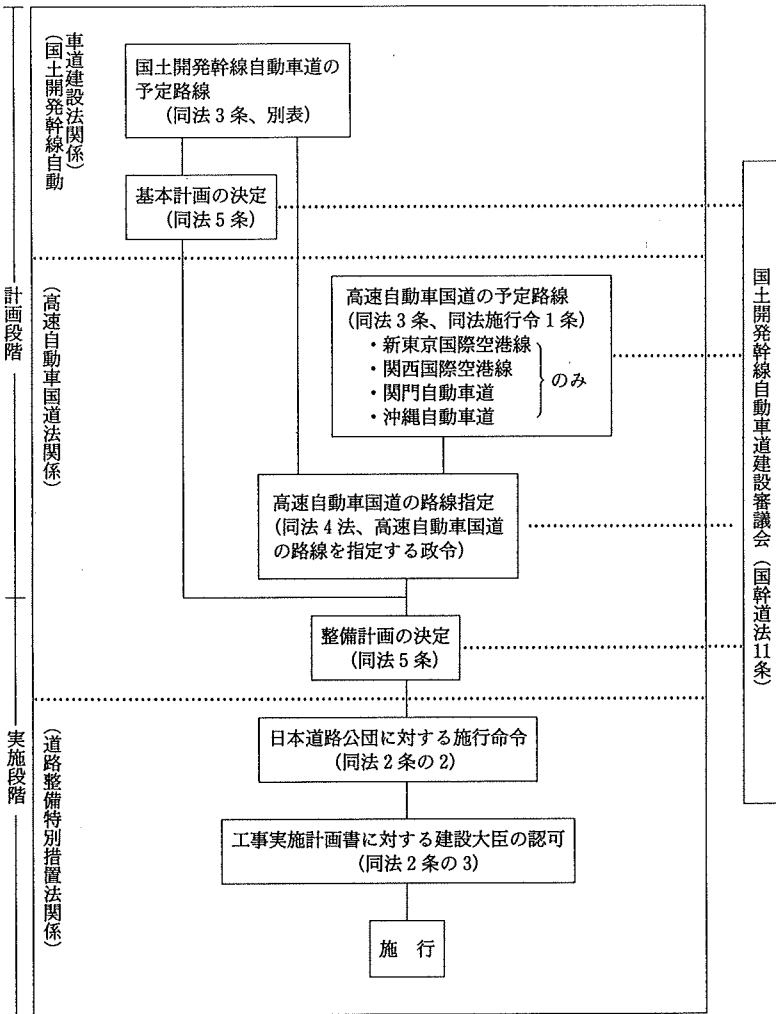 計画段階
実施段階
(国土開発幹線自動
車道建設法関係)
国土開発幹線自動車道の
予定路線
(同法3条、別表)
基本計画の決定
(同法5条)
(高速自動車国道法関係)
高速自動車国道の予定路線
(同法3条、同法施行令1条)
・新東京国際空港線
・関西国際空港線
・関門自動車道
・沖縄自動車道
のみ
高速自動車国道の路線指定
(同法4法、高速自動車国道
の路線を指定する政令)
整備計画の決定
(同法5条)
(道路整備特別措置法関係)
日本道路公団に対する施行命令
(同法2条の2)
工事実施計画書に対する建設大臣の認可
(同法2条の3)
施 行
国土開発幹線自動車道建設審議会(国幹道法11条)